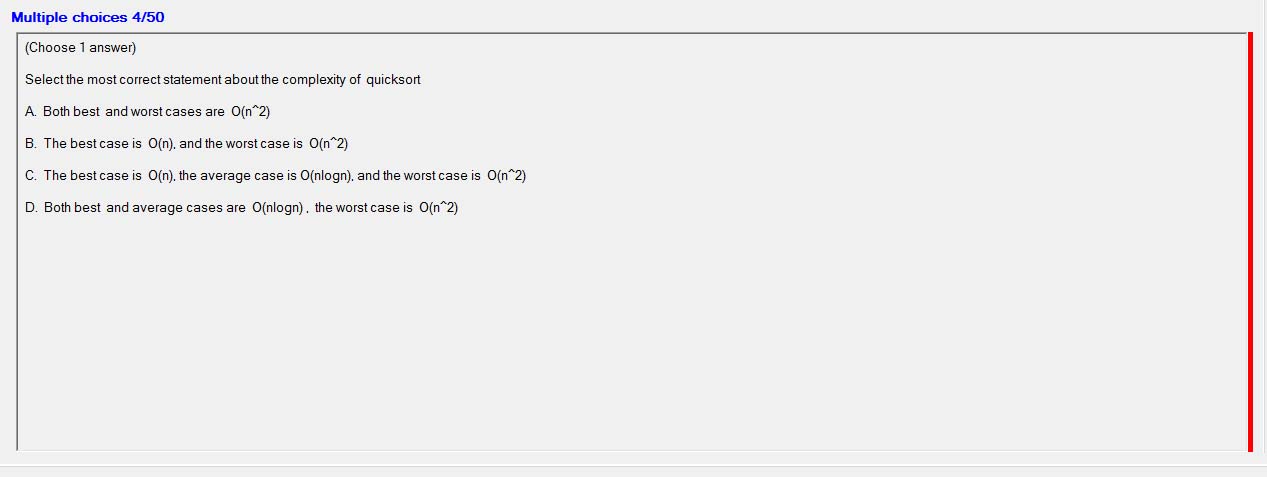 Multiple choices 4/50
(Choose 1 answer)
Select the most correct statement about the complexity of quicksort
A. Both best and worst cases are O(n^2)
B. The best case is O(n), and the worst case is O(n^2)
C. The best case is O(n), the average case is O(nlogn), and the worst case is O(n^2)
D. Both best and average cases are O(nlogn), the worst case is O(n^2)